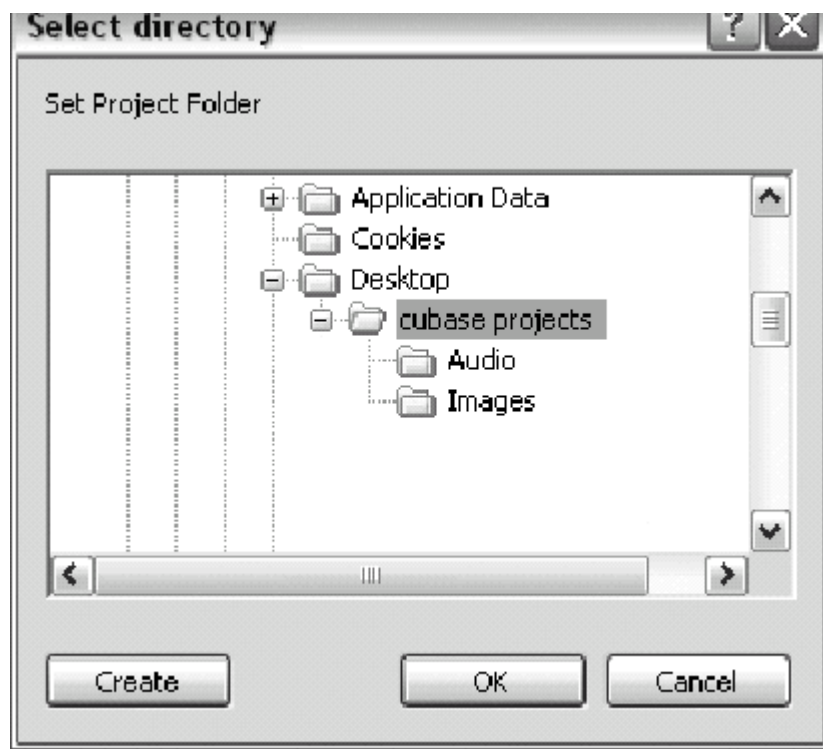 Select directory
Set Project Folder
Application Data
Cookies
Desktop
cubase projects
Audio
Images
Create OK Cancel